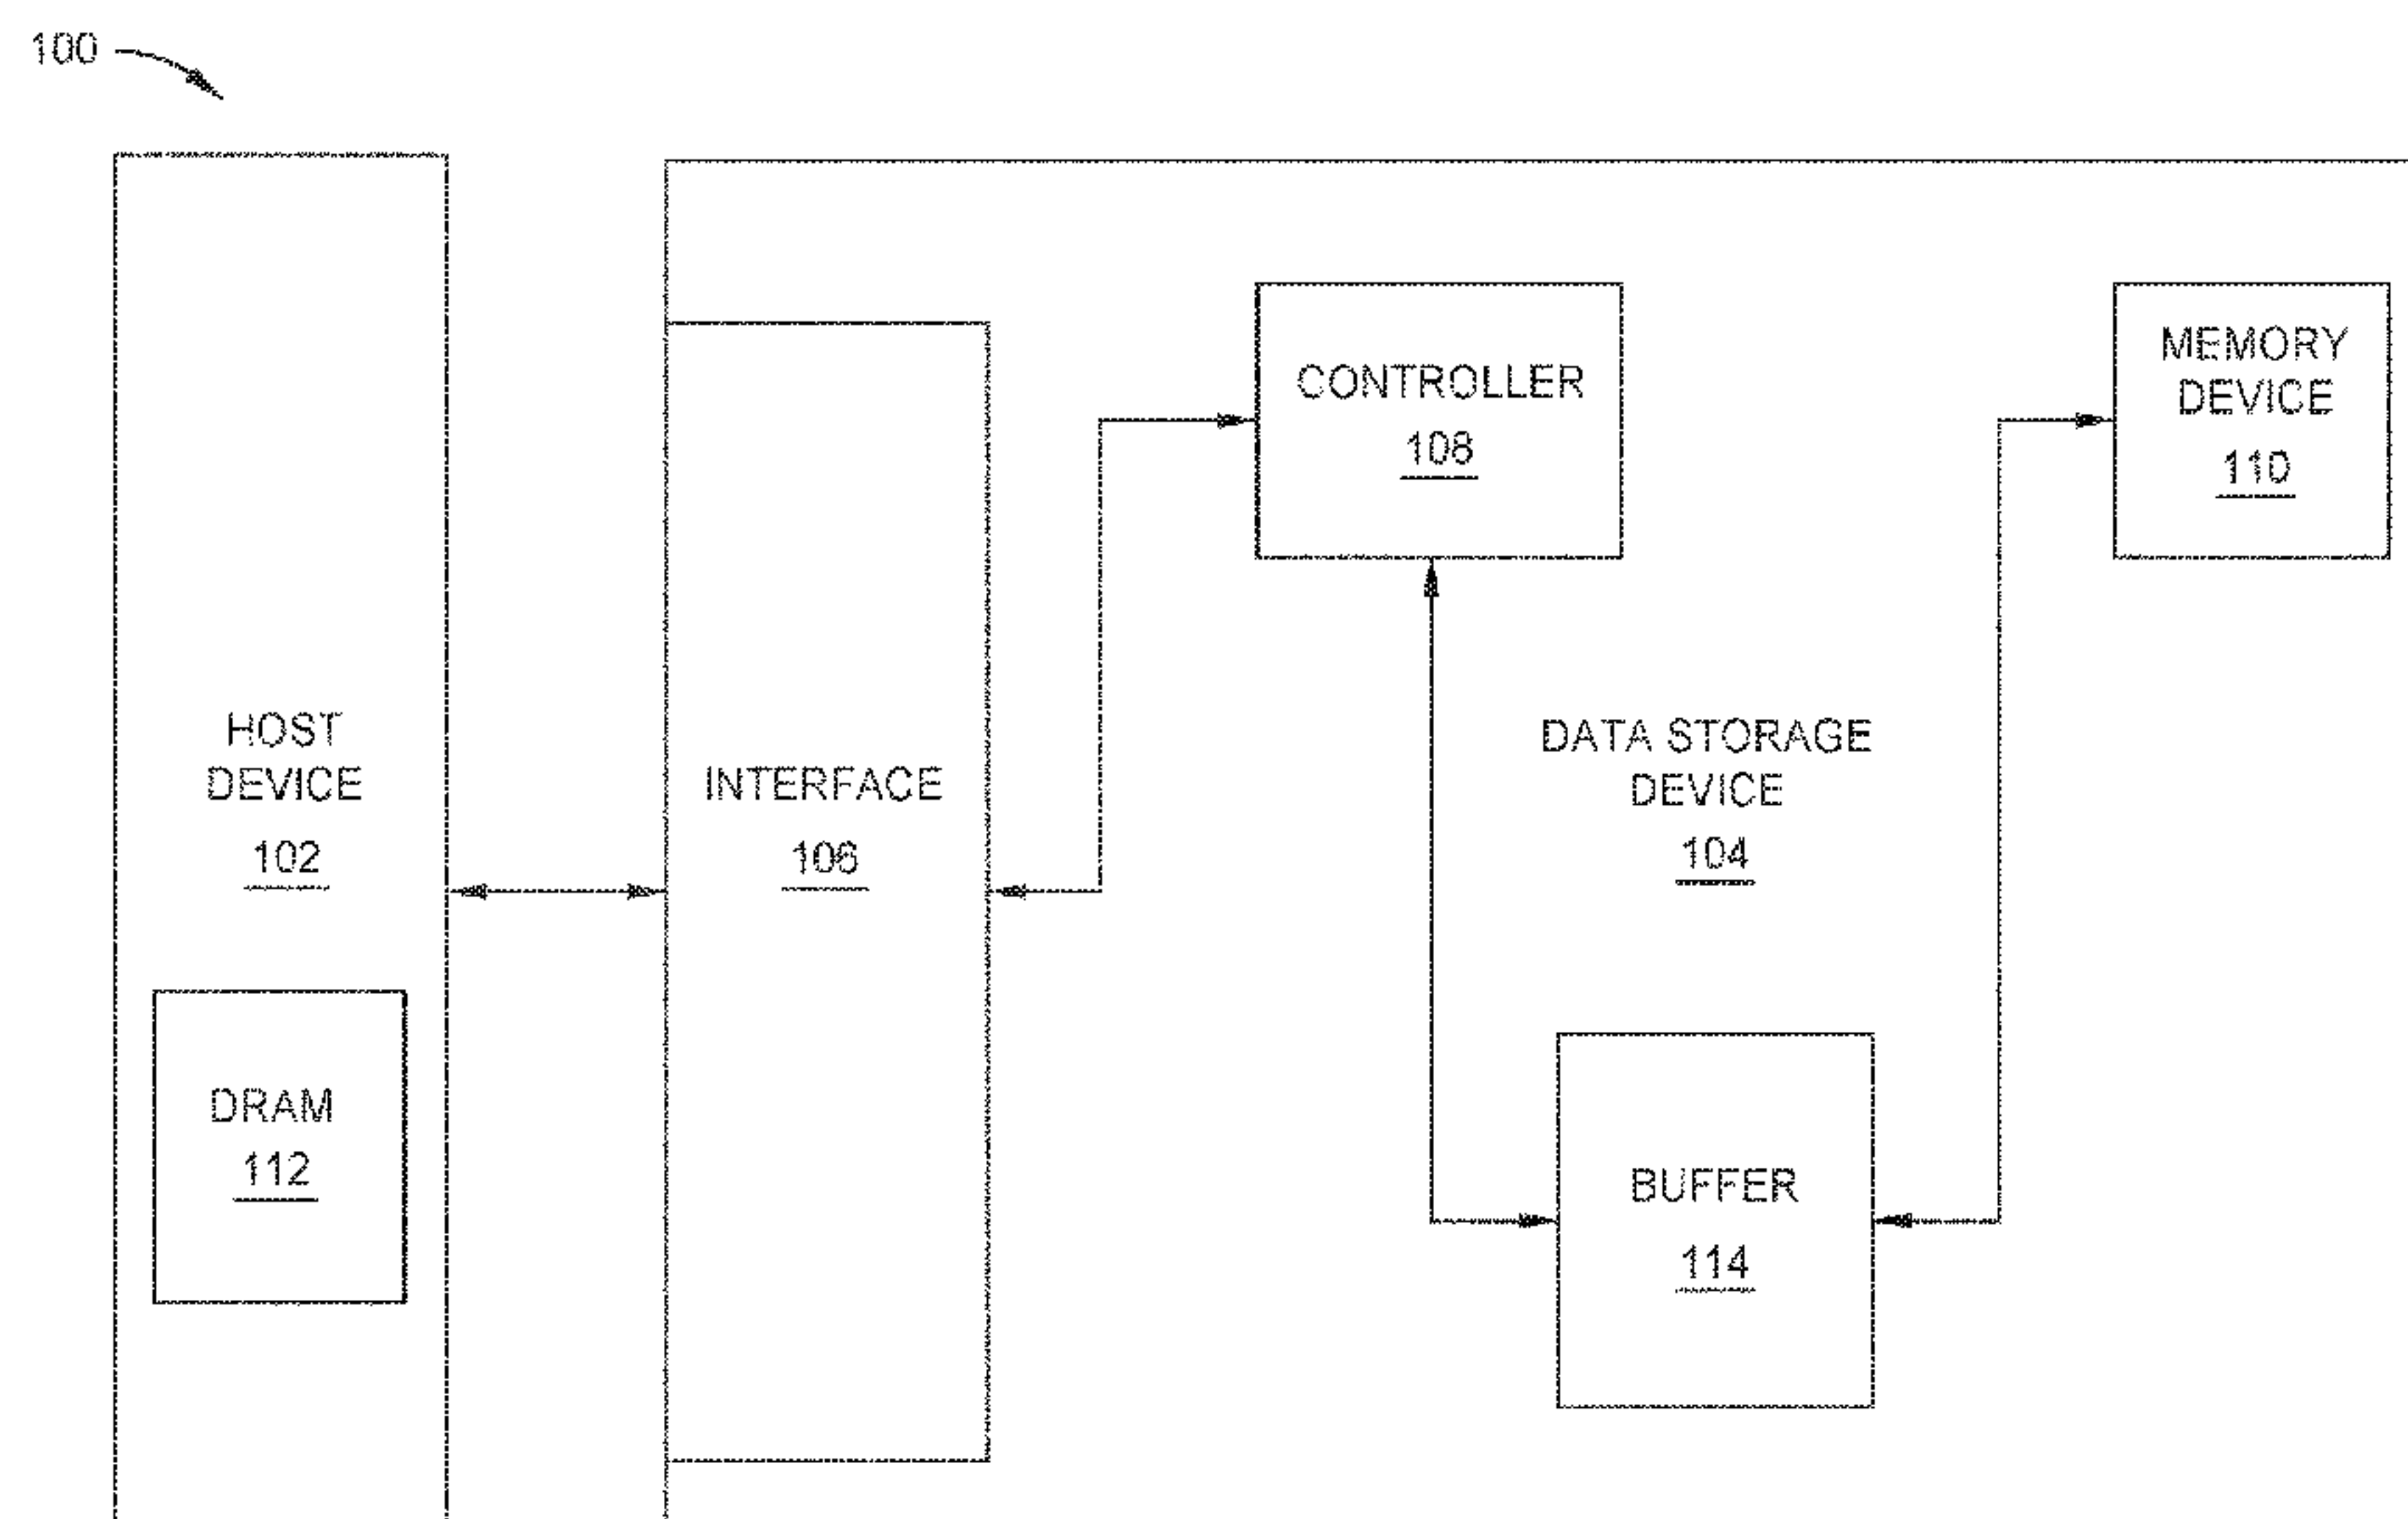 100
HOST
DEVICE
102
DRAM
112
INTERFACE
106
CONTROLLER
108
DATA STORAGE
DEVICE
104
BUFFER
114
MEMORY
DEVICE
110